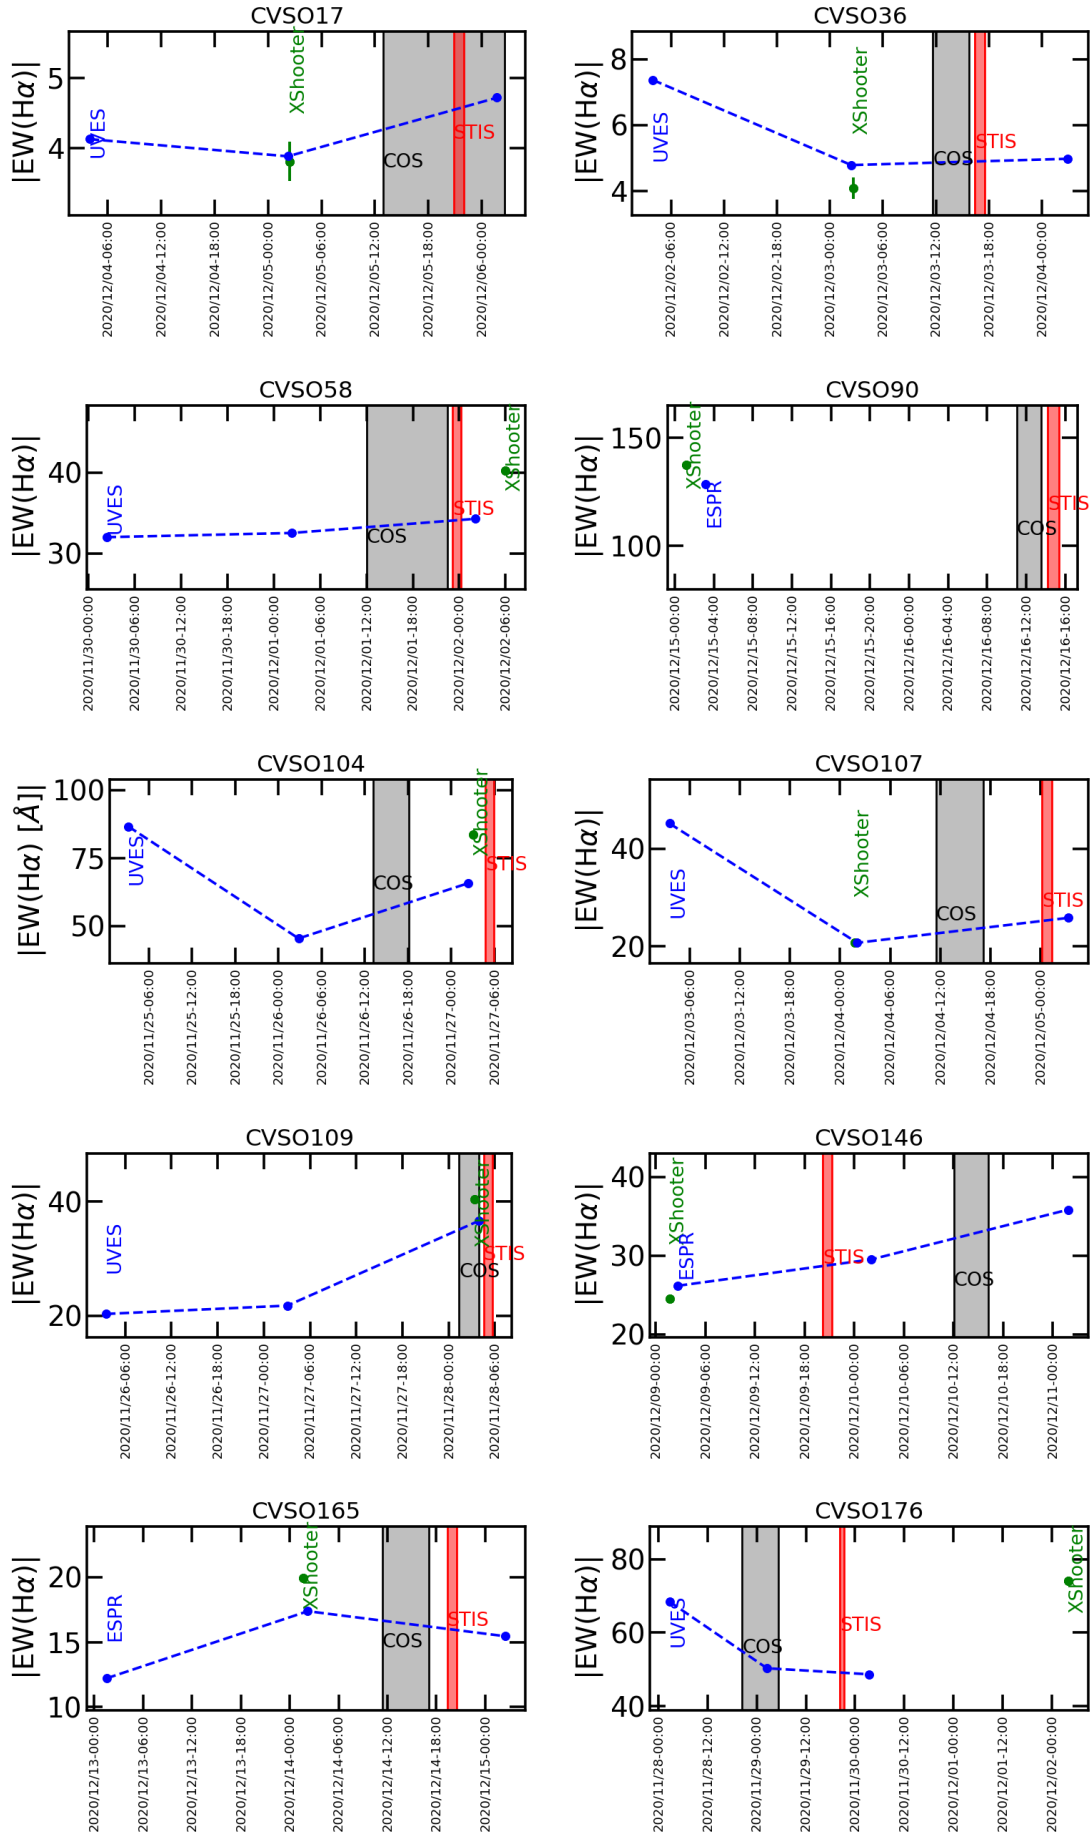 CVSO17
|EW(Hα)|
5
4
UVES
XShooter
COS
STIS
2020/12/04-06:00
2020/12/04-12:00
2020/12/04-18:00
2020/12/05-00:00
2020/12/05-06:00
2020/12/05-12:00
2020/12/05-18:00
2020/12/06-00:00
CVSO36
|EW(Hα)|
8
6
4
UVES
XShooter
COS
STIS
2020/12/02-06:00
2020/12/02-12:00
2020/12/02-18:00
2020/12/03-00:00
2020/12/03-06:00
2020/12/03-12:00
2020/12/03-18:00
2020/12/04-00:00
CVSO58
|EW(Hα)|
40
30
UVES
COS
STIS
XShooter
2020/11/30-00:00
2020/11/30-06:00
2020/11/30-12:00
2020/11/30-18:00
2020/12/01-00:00
2020/12/01-06:00
2020/12/01-12:00
2020/12/01-18:00
2020/12/02-00:00
2020/12/02-06:00
CVSO90
|EW(Hα)|
150
100
XShooter
ESPR
COS
STIS
2020/12/15-00:00
2020/12/15-04:00
2020/12/15-08:00
2020/12/15-12:00
2020/12/15-16:00
2020/12/15-20:00
2020/12/16-00:00
2020/12/16-04:00
2020/12/16-08:00
2020/12/16-12:00
2020/12/16-16:00
CVSO104
|EW(Hα) [Å]|
100
75
50
UVES
COS
XShooter
STIS
2020/11/25-06:00
2020/11/25-12:00
2020/11/25-18:00
2020/11/26-00:00
2020/11/26-06:00
2020/11/26-12:00
2020/11/26-18:00
2020/11/27-00:00
2020/11/27-06:00
CVSO107
|EW(Hα)|
40
20
UVES
XShooter
COS
STIS
2020/12/03-06:00
2020/12/03-12:00
2020/12/03-18:00
2020/12/04-00:00
2020/12/04-06:00
2020/12/04-12:00
2020/12/04-18:00
2020/12/05-00:00
CVSO109
|EW(Hα)|
40
20
UVES
COS
XShooter
STIS
2020/11/26-06:00
2020/11/26-12:00
2020/11/26-18:00
2020/11/27-00:00
2020/11/27-06:00
2020/11/27-12:00
2020/11/27-18:00
2020/11/28-00:00
2020/11/28-06:00
CVSO146
|EW(Hα)|
40
30
20
XShooter
ESPR
STIS
COS
2020/12/09-00:00
2020/12/09-06:00
2020/12/09-12:00
2020/12/09-18:00
2020/12/10-00:00
2020/12/10-06:00
2020/12/10-12:00
2020/12/10-18:00
2020/12/11-00:00
CVSO165
|EW(Hα)|
20
15
10
ESPR
XShooter
COS
STIS
2020/12/13-00:00
2020/12/13-06:00
2020/12/13-12:00
2020/12/13-18:00
2020/12/14-00:00
2020/12/14-06:00
2020/12/14-12:00
2020/12/14-18:00
2020/12/15-00:00
CVSO176
|EW(Hα)|
80
60
40
UVES
COS
STIS
XShooter
2020/11/28-00:00
2020/11/28-12:00
2020/11/29-00:00
2020/11/29-12:00
2020/11/30-00:00
2020/11/30-12:00
2020/12/01-00:00
2020/12/01-12:00
2020/12/02-00:00